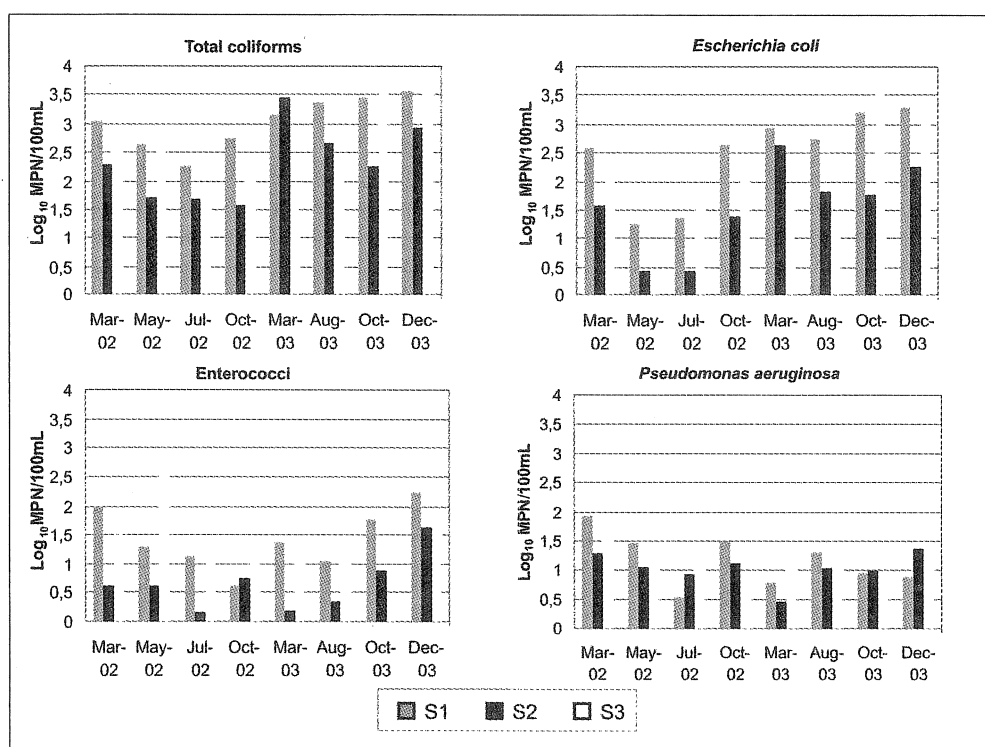 Total coliforms
Log10 MPN/100mL
4
3,5
3
2,5
2
1,5
1
0,5
0
Mar-02 May-02 Jul-02 Oct-02 Mar-03 Aug-03 Oct-03 Dec-03
Escherichia coli
Log10 MPN/100mL
4
3,5
3
2,5
2
1,5
1
0,5
0
Mar-02 May-02 Jul-02 Oct-02 Mar-03 Aug-03 Oct-03 Dec-03
Enterococci
Log10 MPN/100mL
4
3,5
3
2,5
2
1,5
1
0,5
0
Mar-02 May-02 Jul-02 Oct-02 Mar-03 Aug-03 Oct-03 Dec-03
Pseudomonas aeruginosa
Log10 MPN/100mL
4
3,5
3
2,5
2
1,5
1
0,5
0
Mar-02 May-02 Jul-02 Oct-02 Mar-03 Aug-03 Oct-03 Dec-03
S1 S2 S3